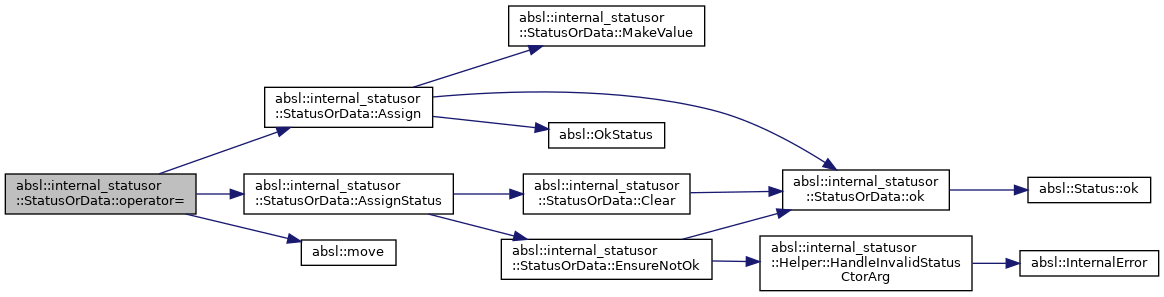 absl::internal_statusor
::StatusOrData::MakeValue
absl::internal_statusor
::StatusOrData::Assign
absl::OkStatus
absl::internal_statusor
::StatusOrData::operator=
absl::internal_statusor
::StatusOrData::AssignStatus
absl::internal_statusor
::StatusOrData::Clear
absl::internal_statusor
::StatusOrData::ok
absl::Status::ok
absl::move
absl::internal_statusor
::StatusOrData::EnsureNotOk
absl::internal_statusor
::Helper::HandleInvalidStatus
CtorArg
absl::InternalError